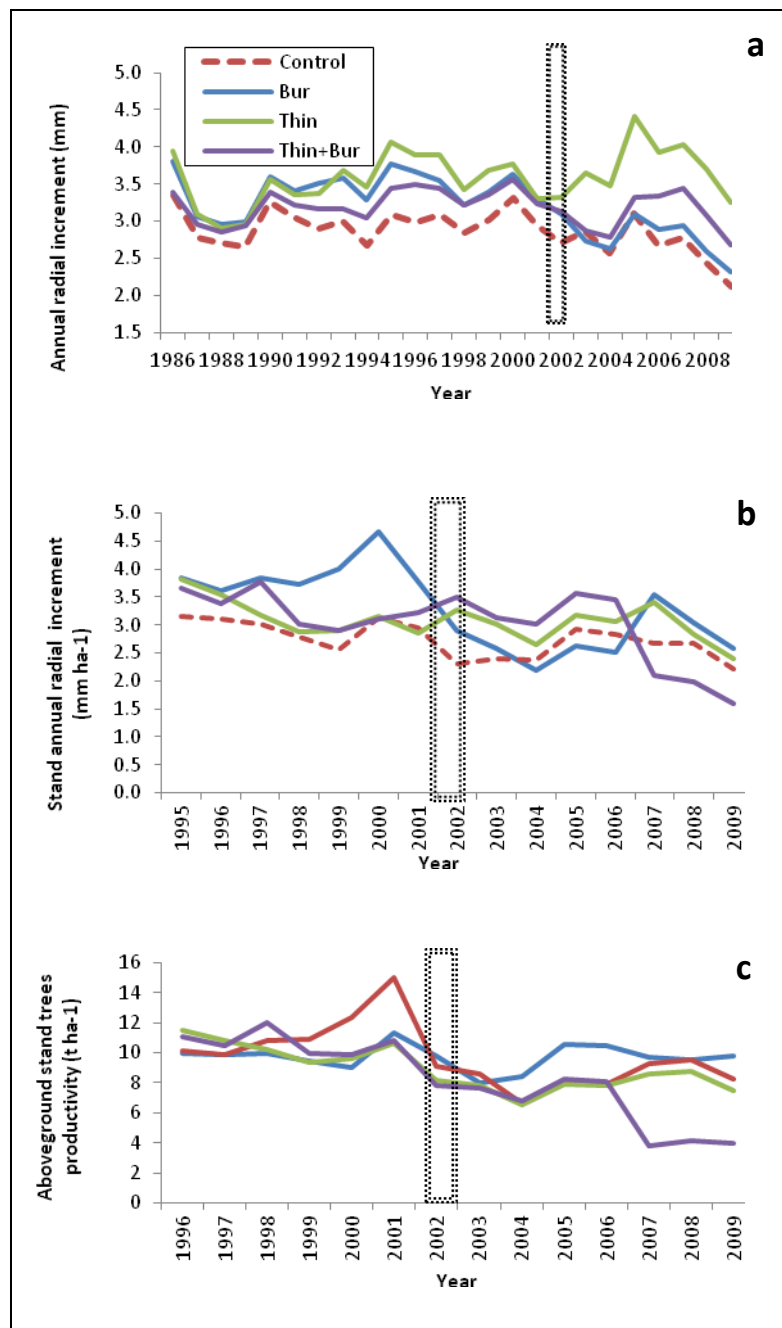 a
Control
Bur
Thin
Thin+Bur
Annual radial increment (mm)
5.0
4.5
4.0
3.5
3.0
2.5
2.0
1.5
1986 1988 1990 1992 1994 1996 1998 2000 2002 2004 2006 2008
Year
b
Stand annual radial increment
(mm ha-1)
5.0
4.5
4.0
3.5
3.0
2.5
2.0
1.5
1.0
0.5
0.0
1995 1996 1997 1998 1999 2000 2001 2002 2003 2004 2005 2006 2007 2008 2009
Year
c
Aboveground stand trees
productivity (t ha-1)
16
14
12
10
8
6
4
2
0
1996 1997 1998 1999 2000 2001 2002 2003 2004 2005 2006 2007 2008 2009
Year